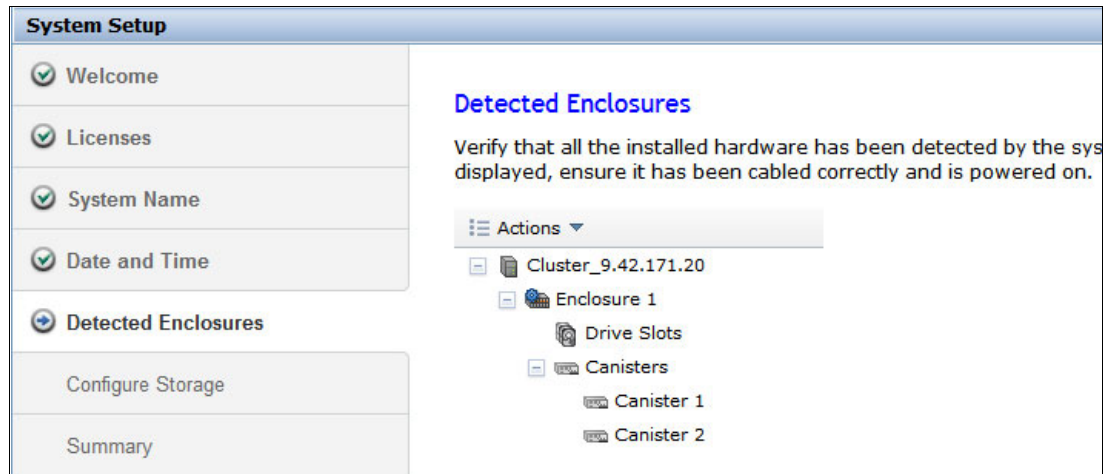 System Setup
Welcome
Licenses
System Name
Date and Time
Detected Enclosures
Configure Storage
Summary
Detected Enclosures
Verify that all the installed hardware has been detected by the sys
displayed, ensure it has been cabled correctly and is powered on.
Actions
Cluster_9.42.171.20
Enclosure 1
Drive Slots
Canisters
Canister 1
Canister 2